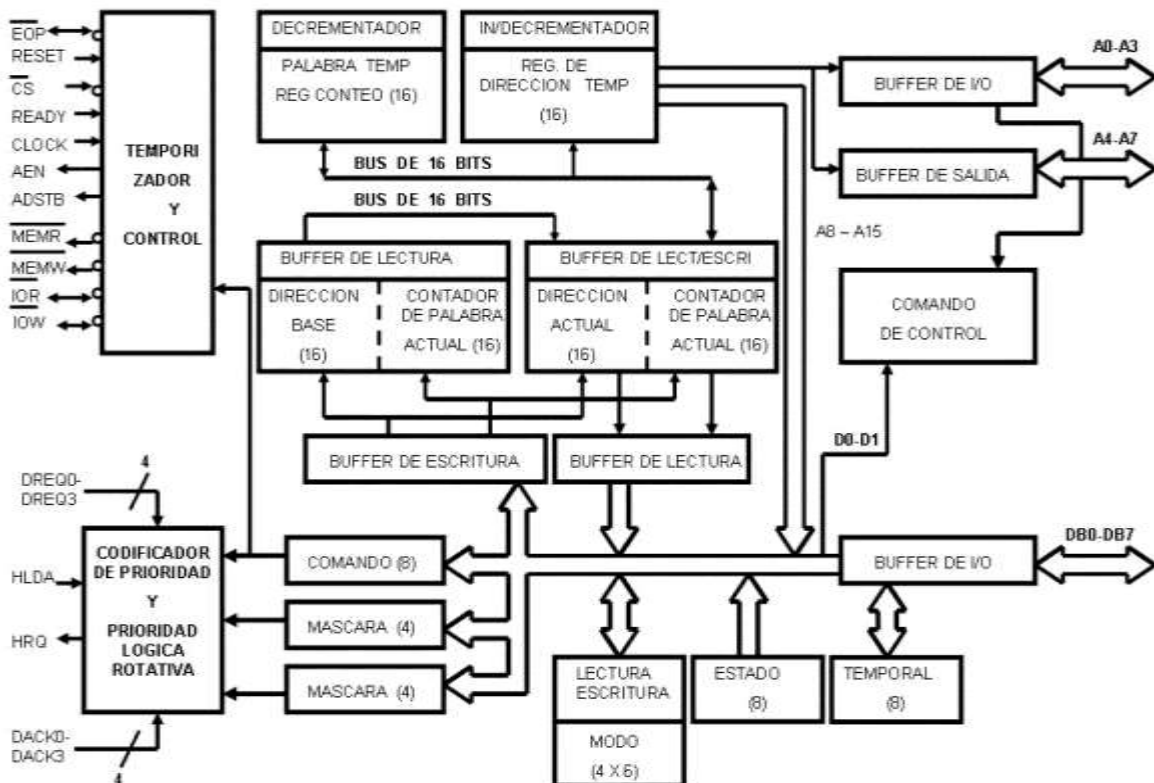 EOP
RESET
CS
READY
CLOCK
AEN
ADSTB
MEMR
MEMW
IOR
IOW
TEMPORI
ZADOR
Y
CONTROL
DECREMENTADOR
PALABRA TEMP
REG CONTEO (16)
IN/DECREMENTADOR
REG. DE
DIRECCION TEMP
(16)
BUS DE 16 BITS
BUS DE 16 BITS
BUFFER DE I/O
A0-A3
BUFFER DE SALIDA
A4-A7
A8 – A15
COMANDO
DE CONTROL
BUFFER DE LECTURA
DIRECCION
BASE
(16)
CONTADOR
DE PALABRA
ACTUAL (16)
BUFFER DE LECT/ESCRI
DIRECCION
ACTUAL
(16)
CONTADOR
DE PALABRA
ACTUAL (16)
BUFFER DE ESCRITURA
BUFFER DE LECTURA
D0-D1
DREQ0-
DREQ3
4
HLDA
HRQ
DACK0-
DACK3
4
CODIFICADOR
DE PRIORIDAD
Y
PRIORIDAD
LOGICA
ROTATIVA
COMANDO (8)
MASCARA (4)
MASCARA (4)
BUFFER DE I/O
DB0-DB7
LECTURA
ESCRITURA
MODO
(4 X 6)
ESTADO
(8)
TEMPORAL
(8)